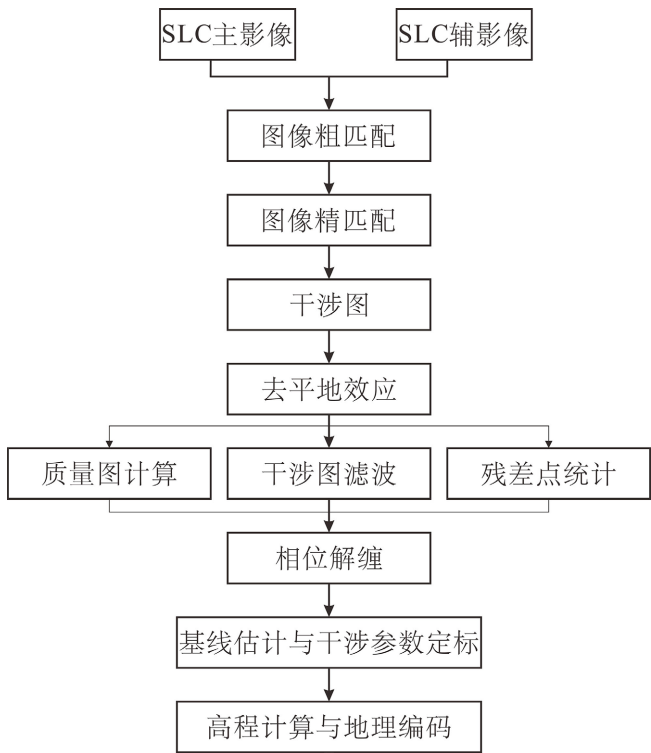 SLC主影像
SLC辅影像
图像粗匹配
图像精匹配
干涉图
去平地效应
质量图计算
干涉图滤波
残差点统计
相位解缠
基线估计与干涉参数定标
高程计算与地理编码